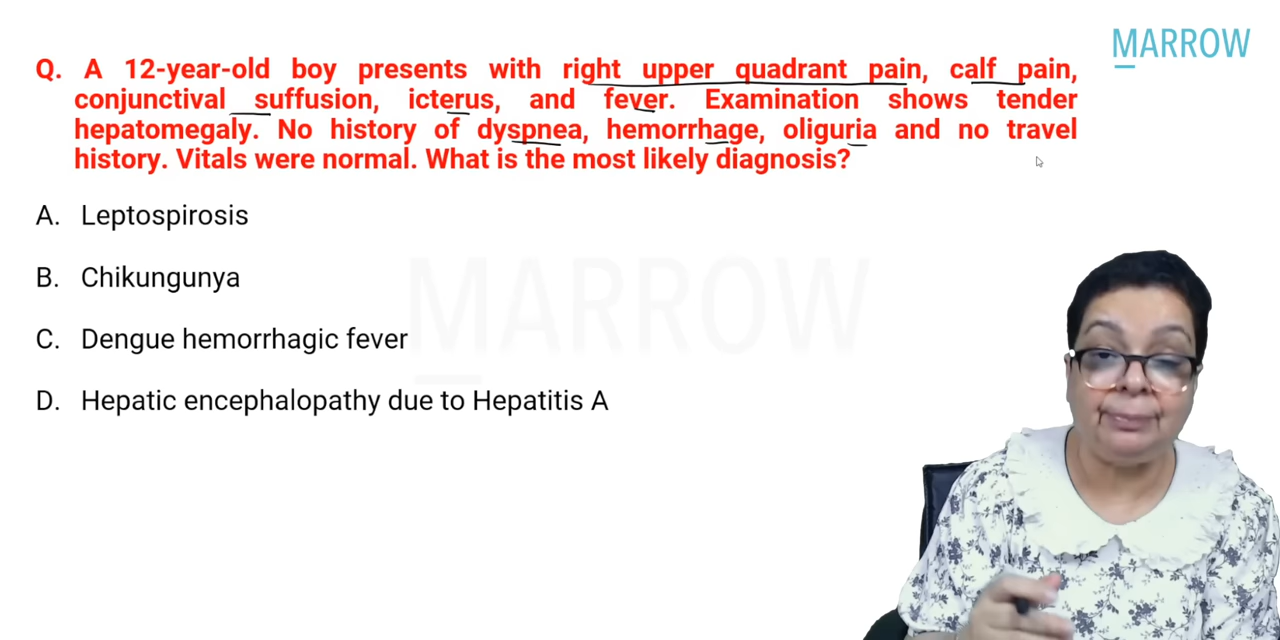 MARROW
Q. A 12-year-old boy presents with right upper quadrant pain, calf pain,
conjunctival suffusion, icterus, and fever. Examination shows tender
hepatomegaly. No history of dyspnea, hemorrhage, oliguria and no travel
history. Vitals were normal. What is the most likely diagnosis?
A. Leptospirosis
B. Chikungunya
MARROW
C. Dengue hemorrhagic fever
D. Hepatic encephalopathy due to Hepatitis A